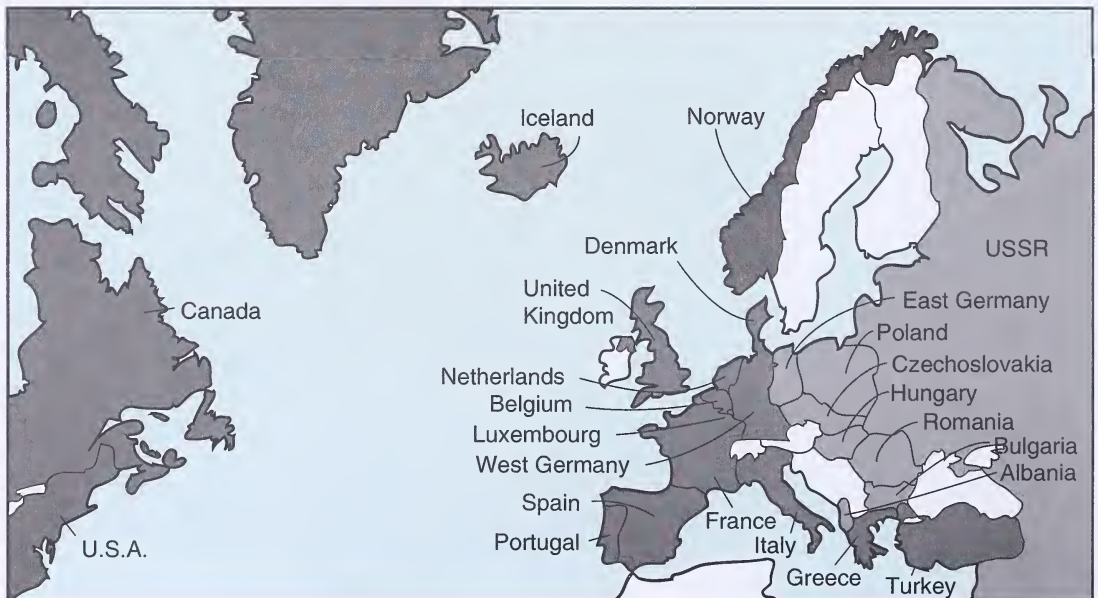 Iceland
Norway
USSR
Denmark
United
Kingdom
Canada
East Germany
Poland
Czechoslovakia
Netherlands
Hungary
Belgium
Romania
Luxembourg
Bulgaria
West Germany
Albania
Spain
France
Portugal
Italy
U.S.A.
Greece
Turkey